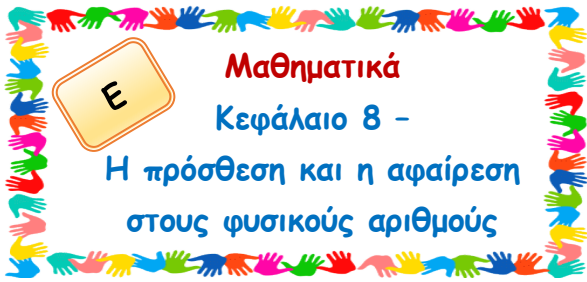 Ε
Μαθηματικά
Κεφάλαιο 8 –
Η πρόσθεση και η αφαίρεση
στους φυσικούς αριθμούς